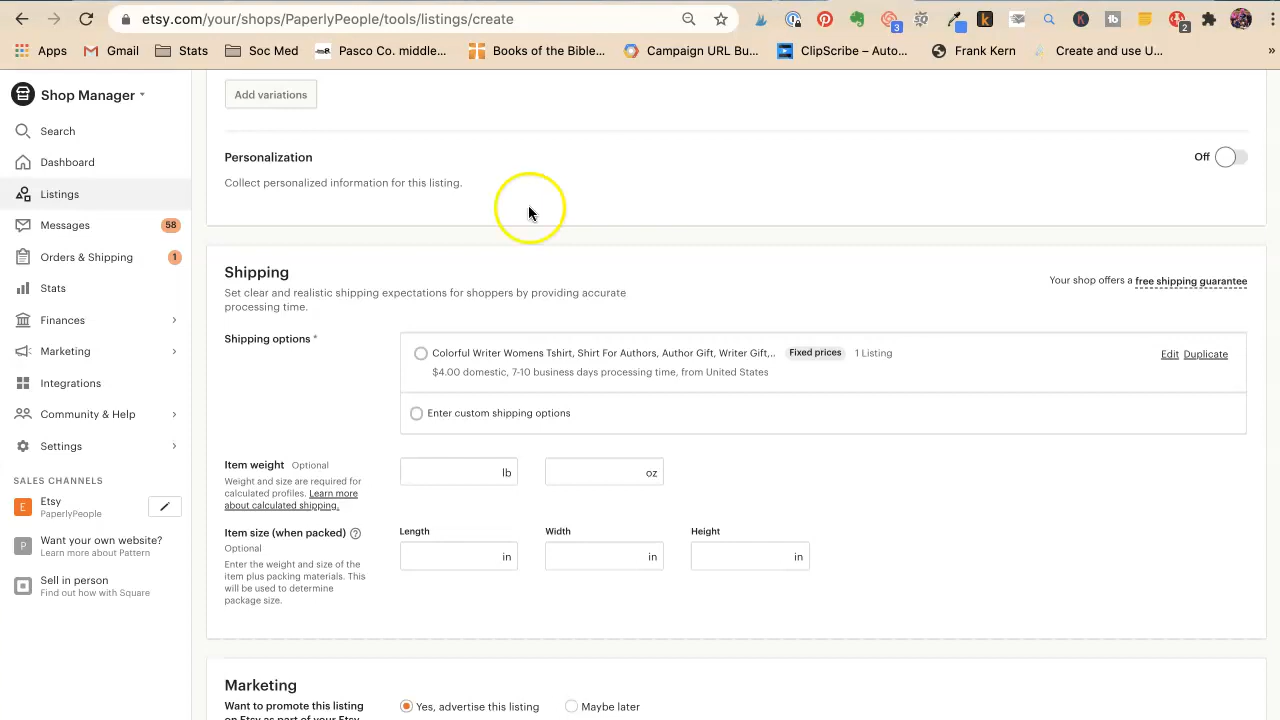 etsy.com/your/shops/PaperlyPeople/tools/listings/create
3
2
Apps
Gmail
Stats
Soc Med
Pasco Co. middle...
Books of the Bible...
Campaign URL Bu...
ClipScribe – Auto...
Frank Kern
Create and use U...
»
Shop Manager
Search
Dashboard
Listings
Messages 58
Orders & Shipping 1
Stats
Finances
Marketing
Integrations
Community & Help
Settings
SALES CHANNELS
E Etsy
PaperlyPeople
P Want your own website?
Learn more about Pattern
Sell in person
Find out how with Square
Add variations
Personalization
Off
Collect personalized information for this listing.
Shipping
Set clear and realistic shipping expectations for shoppers by providing accurate
processing time.
Your shop offers a free shipping guarantee
Shipping options *
Colorful Writer Womens Tshirt, Shirt For Authors, Author Gift, Writer Gift,.. Fixed prices 1 Listing
Edit Duplicate
$4.00 domestic, 7-10 business days processing time, from United States
Enter custom shipping options
Item weight Optional
Weight and size are required for
calculated profiles. Learn more
about calculated shipping.
lb
oz
Item size (when packed) ?
Optional
Enter the weight and size of the
item plus packing materials. This
will be used to determine
package size.
Length Width Height
in in in
Marketing
Want to promote this listing
on Etsy as part of your Etsy
Yes, advertise this listing
Maybe later